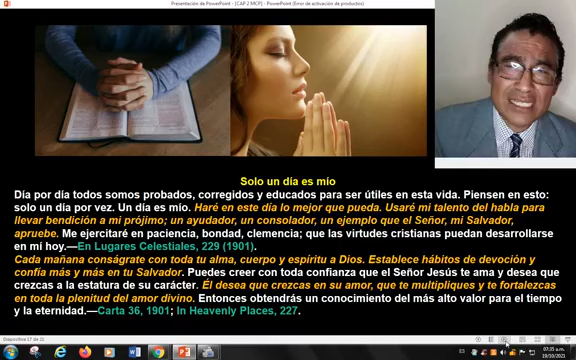 Presentación de PowerPoint - [CAP 2 MCP] (Error de activación de productos)
Solo un día es mío
Día por día todos somos probados, corregidos y educados para ser útiles en esta vida. Piensen en esto:
solo un día por vez. Un día es mío. Haré en este día lo mejor que pueda. Usaré mi talento del habla para
llevar bendición a mi prójimo; un ayudador, un consolador, un ejemplo que el Señor, mi Salvador,
apruebe. Me ejercitaré en paciencia, bondad, clemencia; que las virtudes cristianas puedan desarrollarse
en mí hoy.—En Lugares Celestiales, 229 (1901).
Cada mañana conságrate con toda tu alma, cuerpo y espíritu a Dios. Establece hábitos de devoción y
confía más y más en tu Salvador. Puedes creer con toda confianza que el Señor Jesús te ama y desea que
crezcas a la estatura de su carácter. Él desea que crezcas en su amor, que te multipliques y te fortalezcas
en toda la plenitud del amor divino. Entonces obtendrás un conocimiento del más alto valor para el tiempo
y la eternidad.—Carta 36, 1901; In Heavenly Places, 227.
ES
07:35 a.m.
19/10/2021